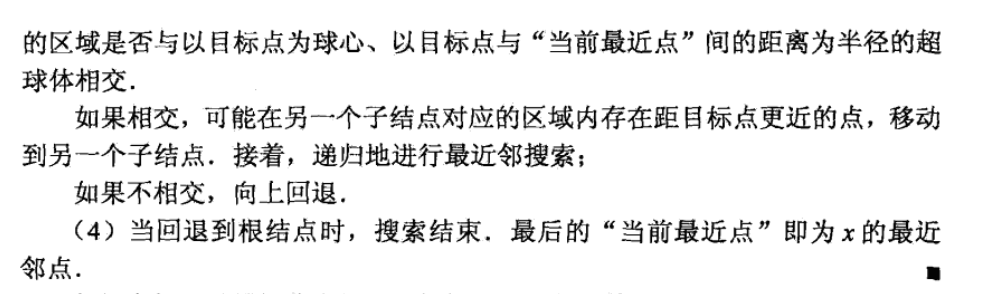 的区域是否与以目标点为球心、以目标点与“当前最近点”间的距离为半径的超
球体相交．
如果相交，可能在另一个子结点对应的区域内存在距目标点更近的点，移动
到另一个子结点．接着，递归地进行最近邻搜索；
如果不相交，向上回退．
（4）当回退到根结点时，搜索结束．最后的“当前最近点”即为 x 的最近
邻点．